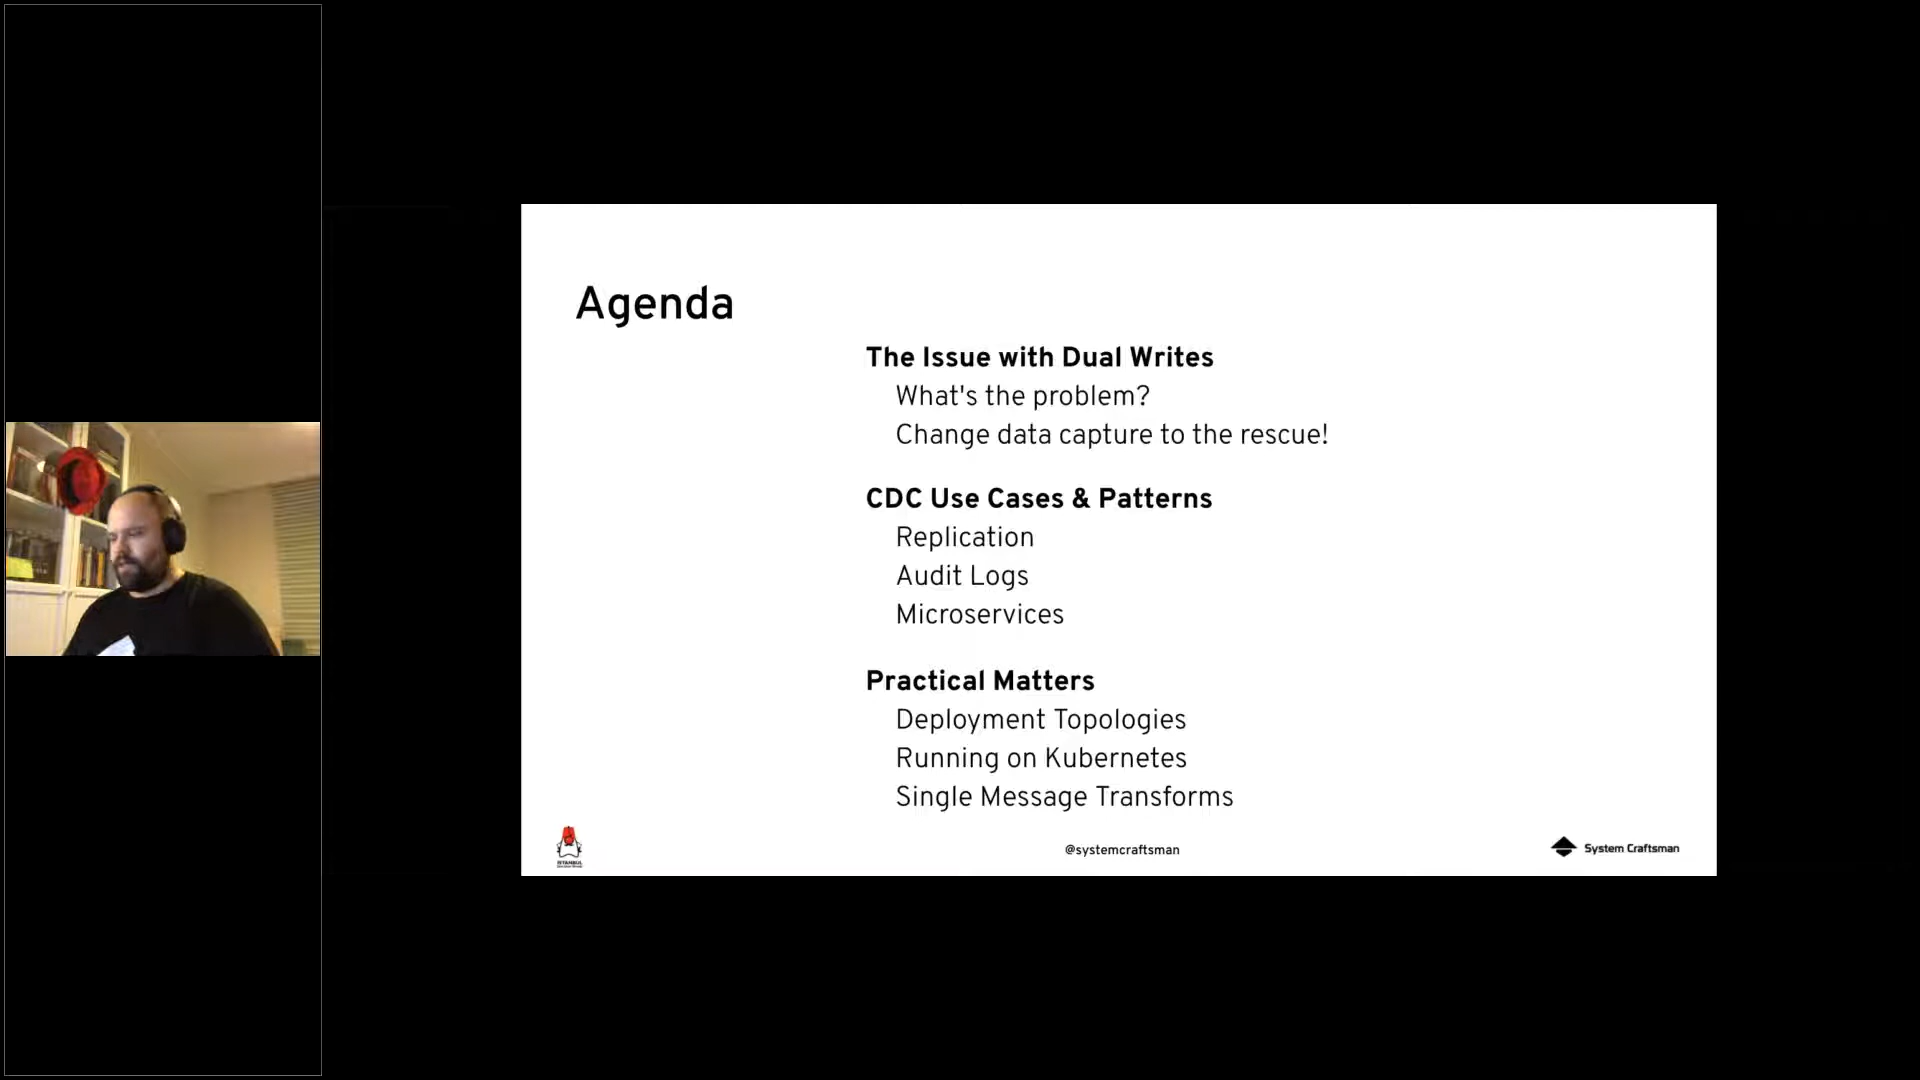 Agenda
The Issue with Dual Writes
What's the problem?
Change data capture to the rescue!
CDC Use Cases & Patterns
Replication
Audit Logs
Microservices
Practical Matters
Deployment Topologies
Running on Kubernetes
Single Message Transforms
ISTANBUL
@systemcraftsman
System Craftsman